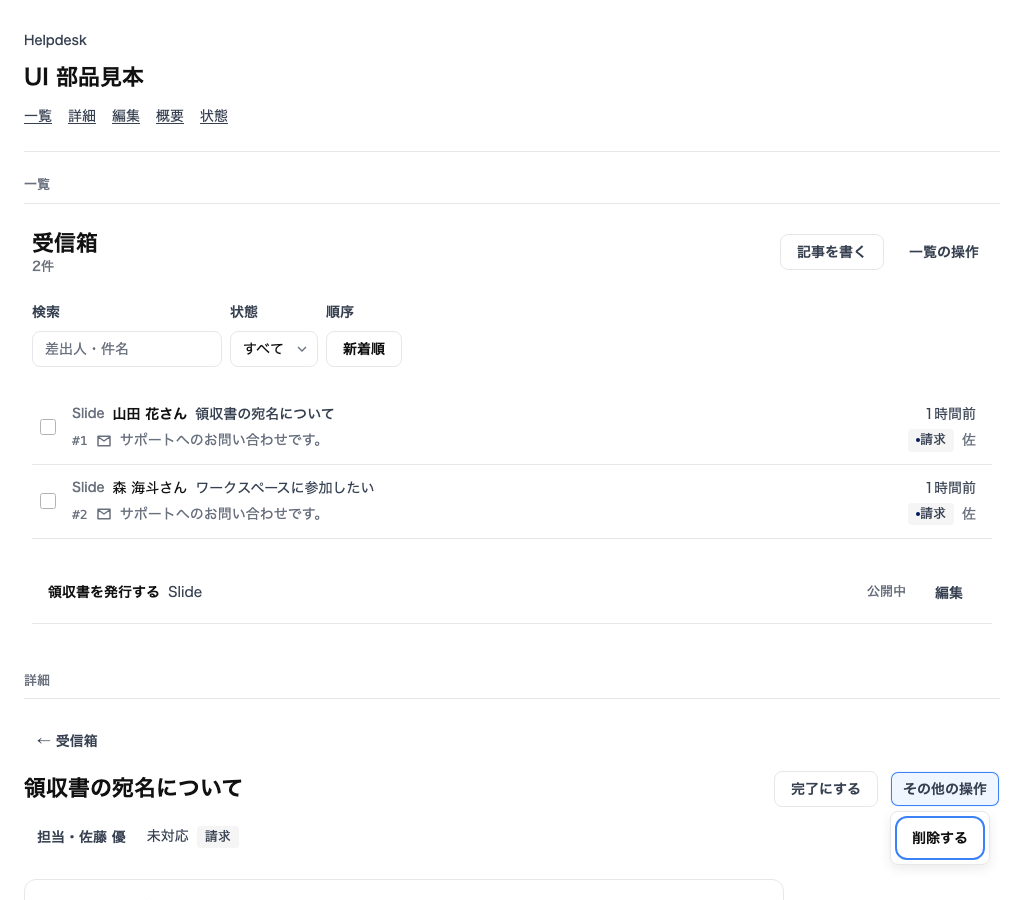 Helpdesk
UI 部品見本
一覧 詳細 編集 概要 状態
一覧
受信箱
2件
記事を書く 一覧の操作
検索 状態 順序
差出人・件名 すべて 新着順
Slide 山田 花さん 領収書の宛名について 1時間前
#1 サポートへのお問い合わせです。 •請求 佐
Slide 森 海斗さん ワークスペースに参加したい 1時間前
#2 サポートへのお問い合わせです。 •請求 佐
領収書を発行する Slide 公開中 編集
詳細
← 受信箱
領収書の宛名について 完了にする その他の操作
担当・佐藤 優 未対応 請求 削除する